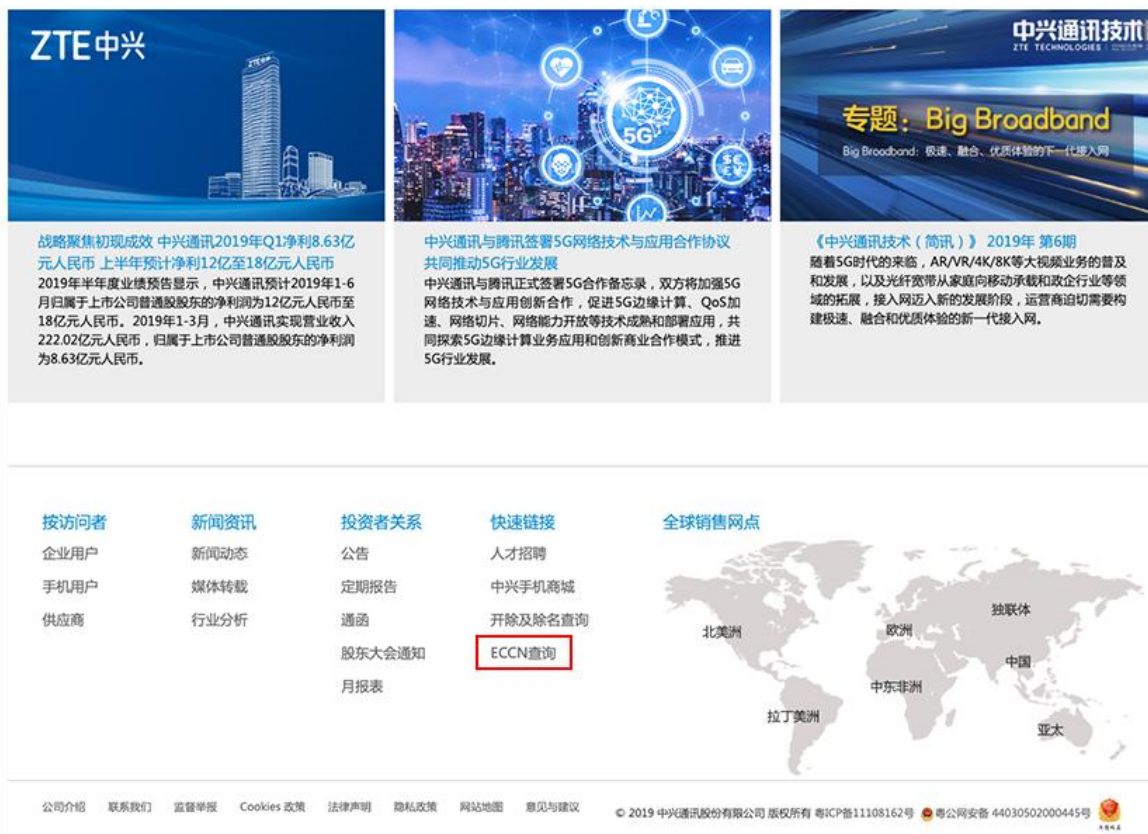 ZTE中兴
ZTE中兴
5G
中兴通讯技术
ZTE TECHNOLOGIES
专题：Big Broadband
Big Broadband：极速、融合、优质体验的下一代接入网
战略聚焦初现成效 中兴通讯2019年Q1净利8.63亿
元人民币 上半年预计净利12亿至18亿元人民币
2019年半年度业绩预告显示，中兴通讯预计2019年1-6
月归属于上市公司普通股股东的净利润为12亿元人民币至
18亿元人民币。2019年1-3月，中兴通讯实现营业收入
222.02亿元人民币，归属于上市公司普通股股东的净利润
为8.63亿元人民币。
中兴通讯与腾讯签署5G网络技术与应用合作协议
共同推动5G行业发展
中兴通讯与腾讯正式签署5G合作备忘录，双方将加强5G
网络技术与应用创新合作，促进5G边缘计算、QoS加
速、网络切片、网络能力开放等技术成熟和部署应用，共
同探索5G边缘计算业务应用和创新商业合作模式，推进
5G行业发展。
《中兴通讯技术（简讯）》 2019年 第6期
随着5G时代的来临，AR/VR/4K/8K等大视频业务的普及
和发展，以及光纤宽带从家庭向移动承载和政企行业等领
域的拓展，接入网迈入新的发展阶段，运营商迫切需要构
建极速、融合和优质体验的新一代接入网。
按访问者
企业用户
手机用户
供应商
新闻资讯
新闻动态
媒体转载
行业分析
投资者关系
公告
定期报告
通函
股东大会通知
月报表
快速链接
人才招聘
中兴手机商城
开除及除名查询
ECCN查询
全球销售网点
北美洲
欧洲
独联体
中国
中东非洲
拉丁美洲
亚太
公司介绍 联系我们 监督举报 Cookies 政策 法律声明 隐私政策 网站地图 意见与建议 © 2019 中兴通讯股份有限公司 版权所有 粤ICP备11108162号 粤公网安备 44030502000445号